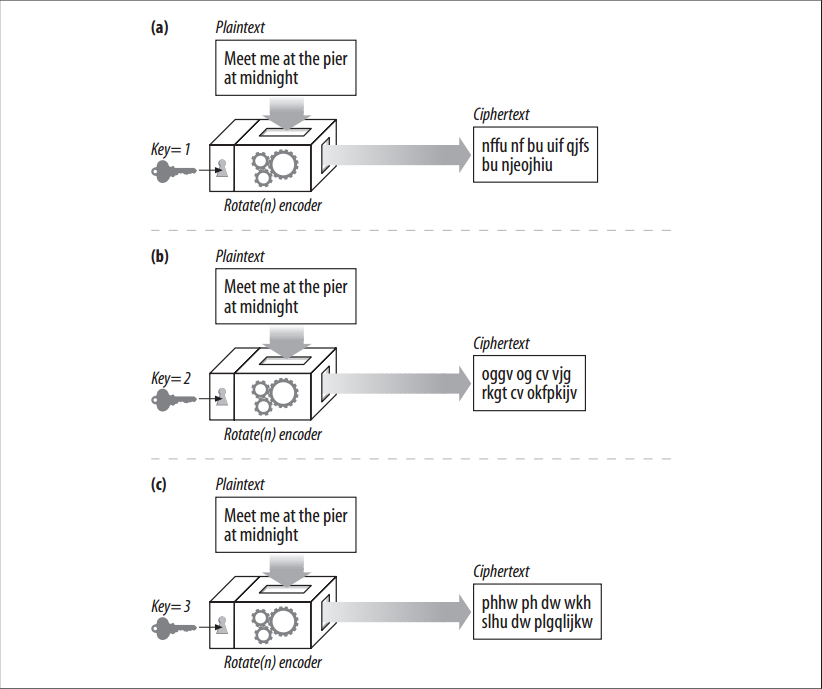 (a)
Plaintext
Meet me at the pier
at midnight
Ciphertext
nffu nf bu uif qjfs
bu njeojhiu
Key= 1
Rotate(n) encoder
(b)
Plaintext
Meet me at the pier
at midnight
Ciphertext
oggv og cv vjg
rkgt cv okfpkijv
Key= 2
Rotate(n) encoder
(c)
Plaintext
Meet me at the pier
at midnight
Ciphertext
phhw ph dw wkh
slhu dw plgqlijkw
Key= 3
Rotate(n) encoder